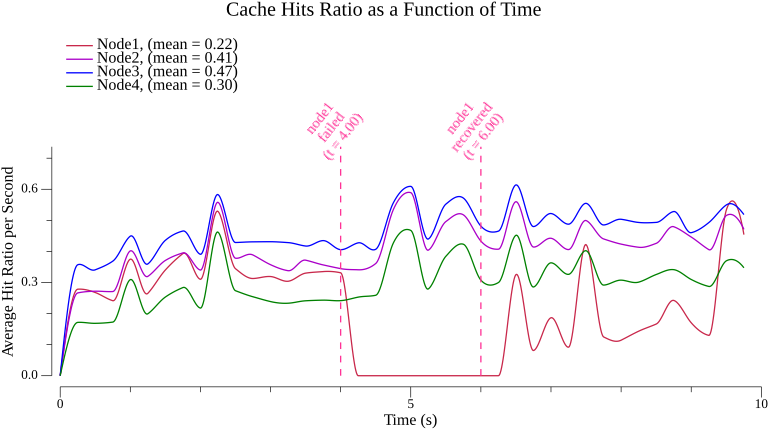 Cache Hits Ratio as a Function of Time
Node1, (mean = 0.22)
Node2, (mean = 0.41)
Node3, (mean = 0.47)
Node4, (mean = 0.30)
node1
failed
(t = 4.00)
node1
recovered
(t = 6.00)
Average Hit Ratio per Second
0.6
0.3
0.0
0
5
10
Time (s)